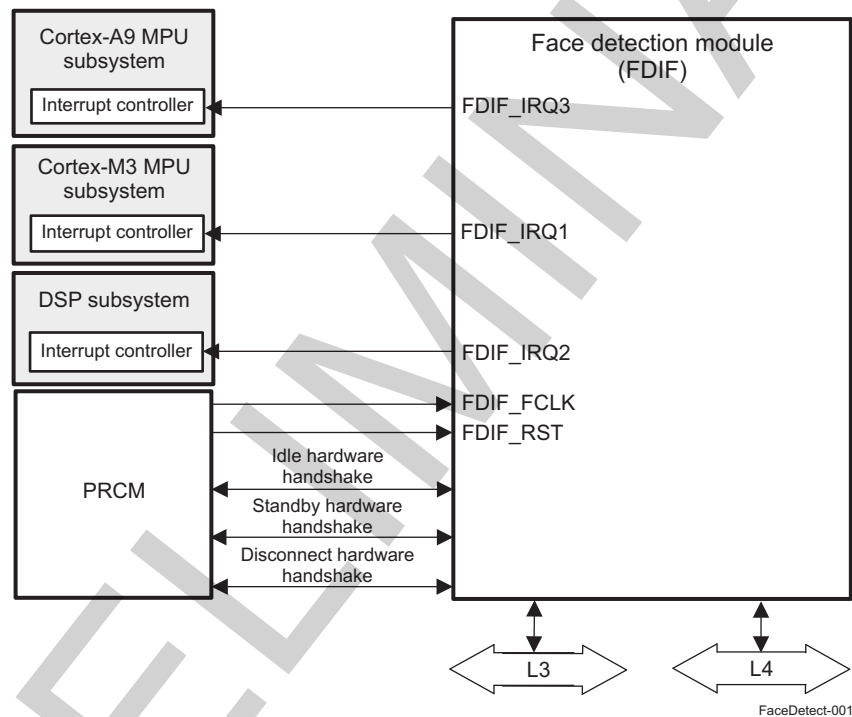 Cortex-A9 MPU
subsystem
Interrupt controller
Face detection module
(FDIF)
FDIF_IRQ3
Cortex-M3 MPU
subsystem
Interrupt controller
FDIF_IRQ1
DSP subsystem
Interrupt controller
FDIF_IRQ2
PRCM
FDIF_FCLK
FDIF_RST
Idle hardware
handshake
Standby hardware
handshake
Disconnect hardware
handshake
L3
L4
FaceDetect-001
ELIMINA